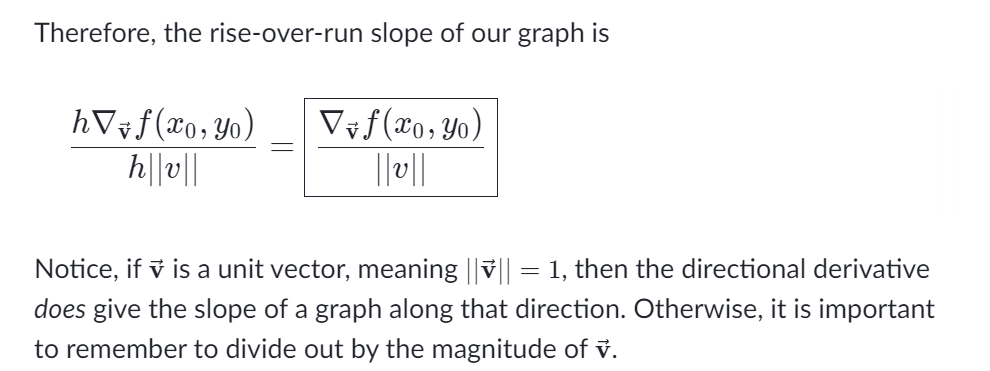 Therefore, the rise-over-run slope of our graph is
h∇_v⃗ f(x₀, y₀) / h||v|| = ∇_v⃗ f(x₀, y₀) / ||v||
Notice, if v⃗ is a unit vector, meaning ||v⃗|| = 1, then the directional derivative
does give the slope of a graph along that direction. Otherwise, it is important
to remember to divide out by the magnitude of v⃗.